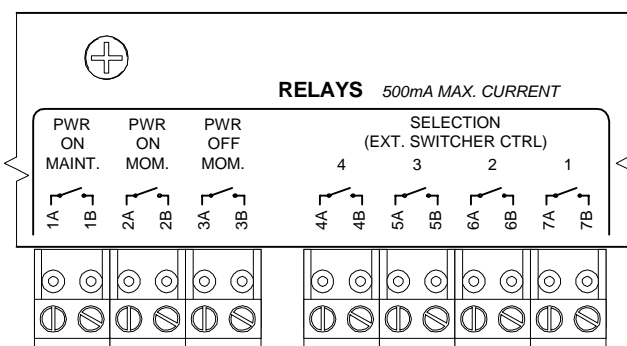 RELAYS 500mA MAX. CURRENT
PWR ON MAINT.
PWR ON MOM.
PWR OFF MOM.
SELECTION
(EXT. SWITCHER CTRL)
4 3 2 1
1A 1B 2A 2B 3A 3B 4A 4B 5A 5B 6A 6B 7A 7B